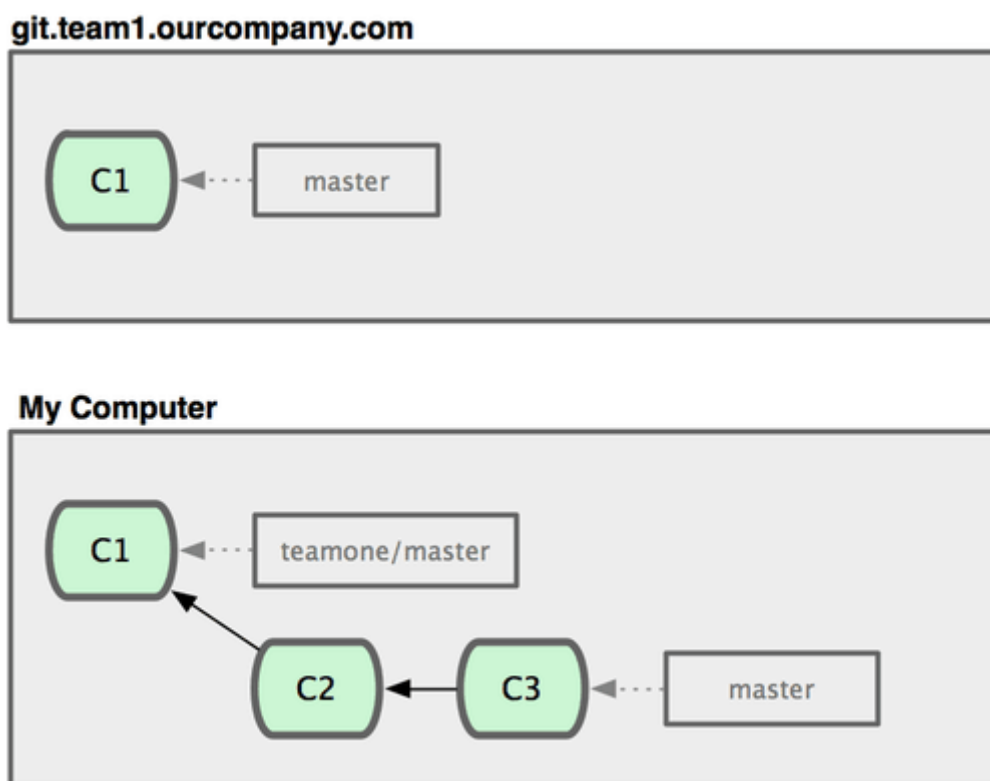 git.team1.ourcompany.com
C1
master
My Computer
C1
teamone/master
C2
C3
master